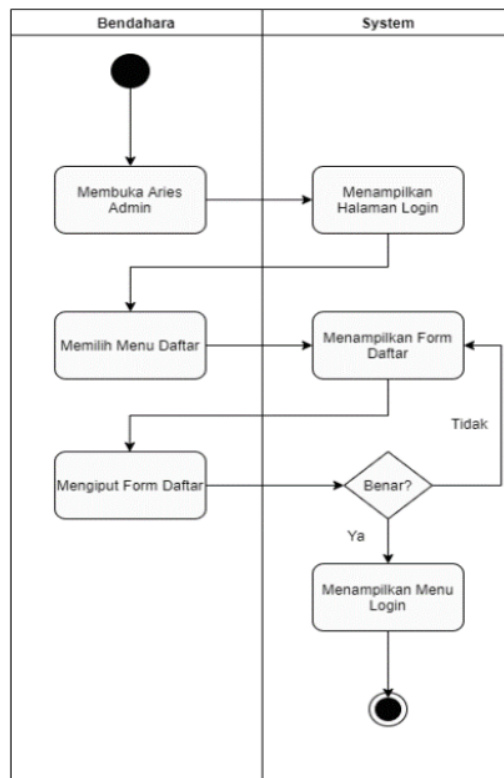 Bendahara
System
Membuka Aries
Admin
Menampilkan
Halaman Login
Memilih Menu Daftar
Menampilkan Form
Daftar
Tidak
Mengiput Form Daftar
Benar?
Ya
Menampilkan Menu
Login